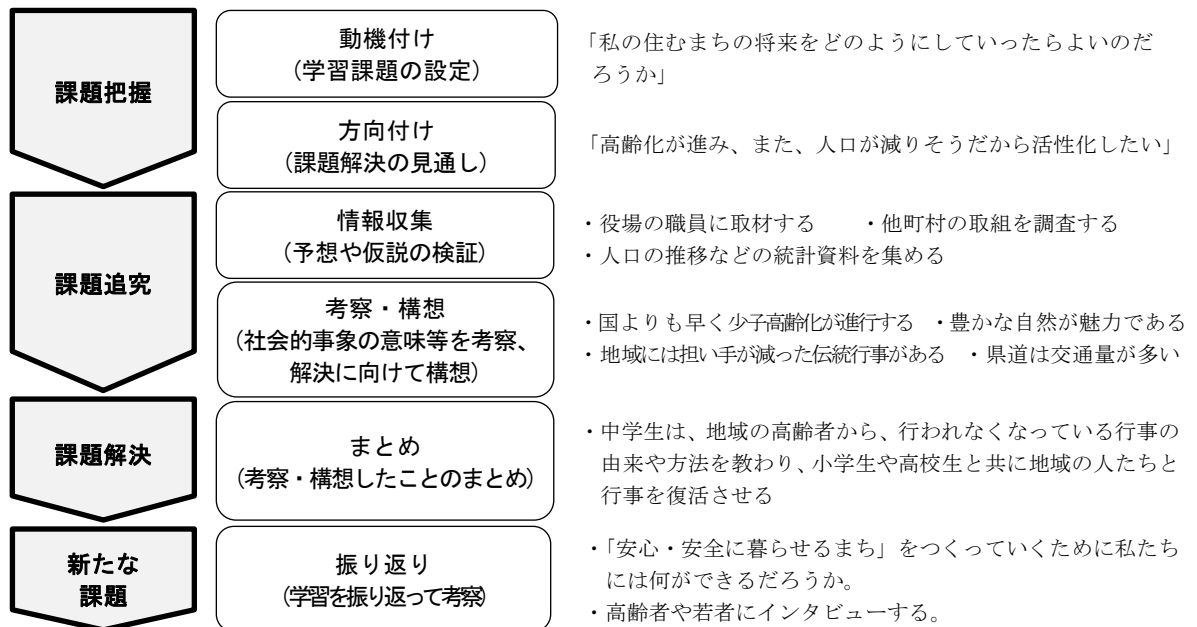 課題把握
動機付け
(学習課題の設定)
「私の住むまちの将来をどのようにしていったらよいのだ
ろうか」
方向付け
(課題解決の見通し)
「高齢化が進み、また、人口が減りそうだから活性化したい」
課題追究
情報収集
(予想や仮説の検証)
・役場の職員に取材する　　・他町村の取組を調査する
・人口の推移などの統計資料を集める
考察・構想
(社会的事象の意味等を考察、
解決に向けて構想)
・国よりも早く少子高齢化が進行する　・豊かな自然が魅力である
・地域には担い手が減った伝統行事がある　・県道は交通量が多い
課題解決
まとめ
(考察・構想したことのまとめ)
・中学生は、地域の高齢者から、行われなくなっている行事の
由来や方法を教わり、小学生や高校生と共に地域の人たちと
行事を復活させる
新たな
課題
振り返り
(学習を振り返って考察)
・「安心・安全に暮らせるまち」をつくっていくために私たち
には何ができるだろうか。
・高齢者や若者にインタビューする。